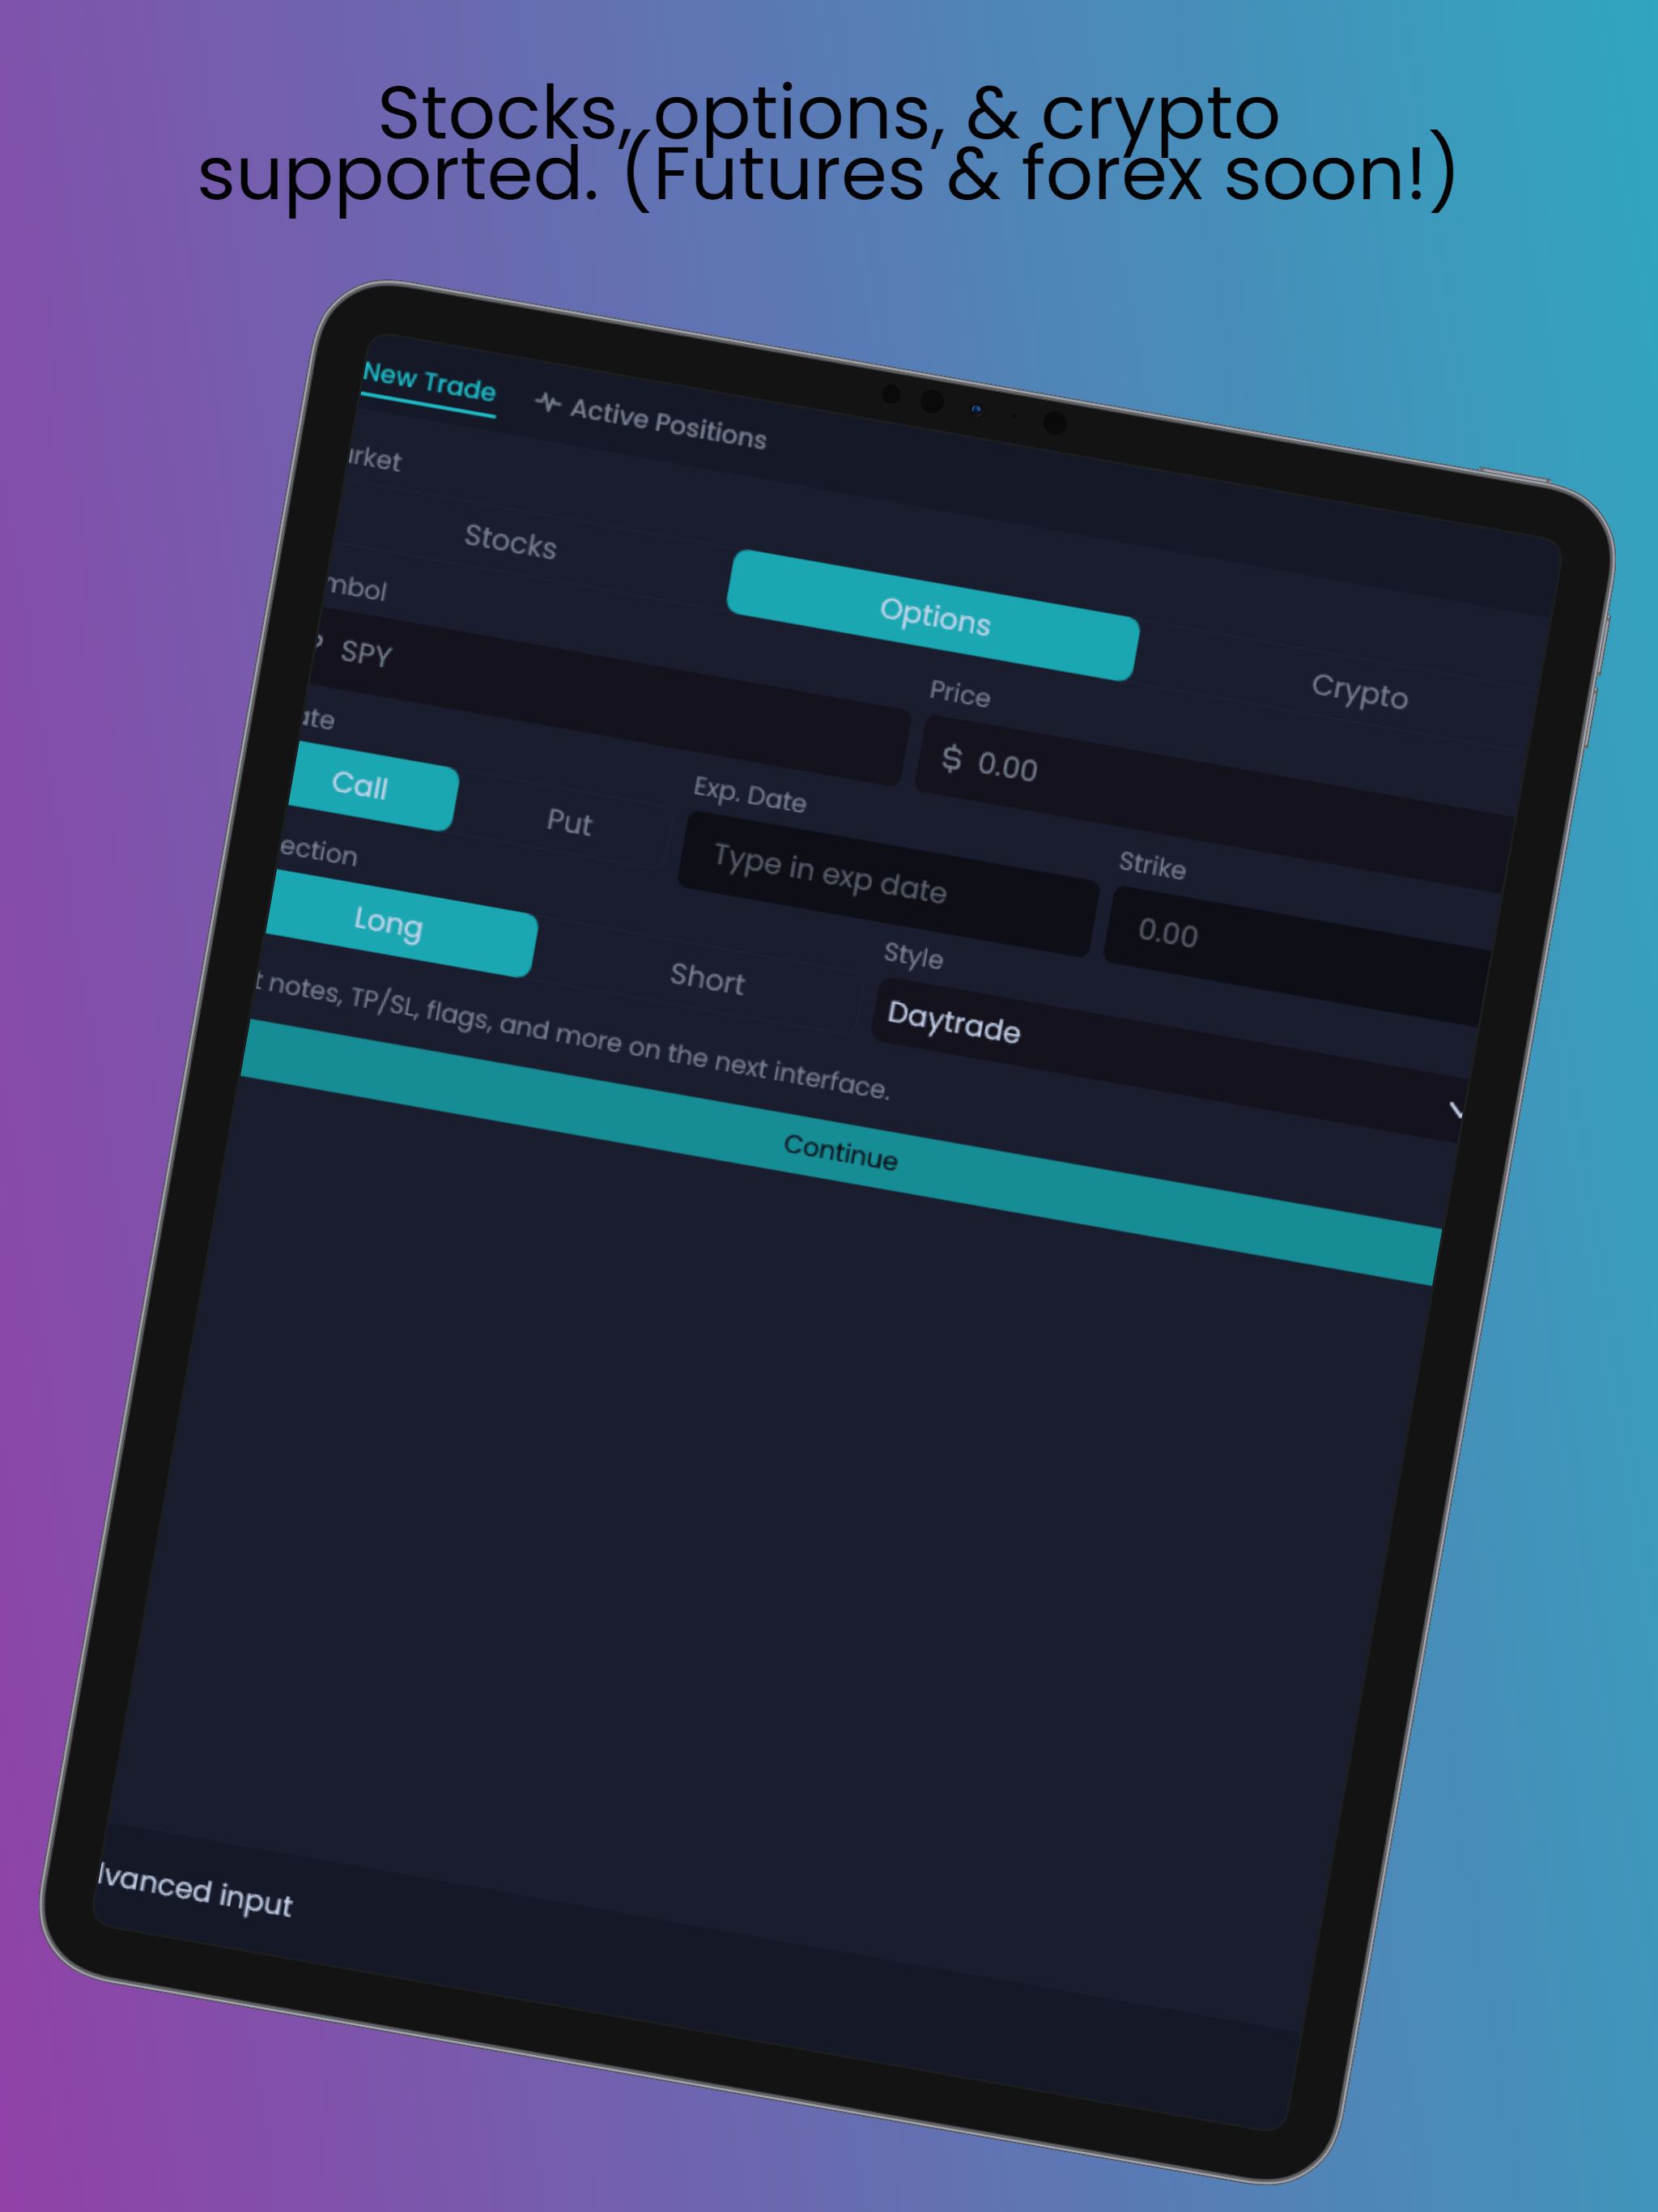 Stocks, options, & crypto
supported. (Futures & forex soon!)
New Trade
Active Positions
rket
Stocks
Options
Crypto
mbol
SPY
Price
$ 0.00
ate
Call
Put
Exp. Date
Type in exp date
Strike
0.00
ection
Long
Short
Style
Daytrade
t notes, TP/SL, flags, and more on the next interface.
Continue
dvanced input